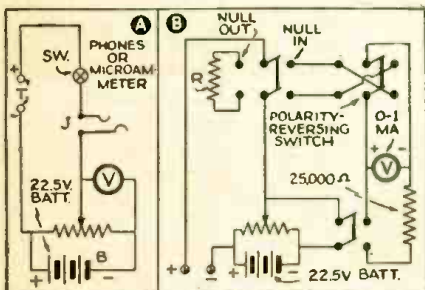 A
PHONES
OR
MICROAM-
METER
SW.
+
-
J
V
22.5V.
BATT.
B
+
-
B
NULL
OUT
NULL
IN
R
POLARITY-
REVERSING
SWITCH
0-1
MA
+
-
V
25,000 Ω
+
-
+
-
22.5V BATT.